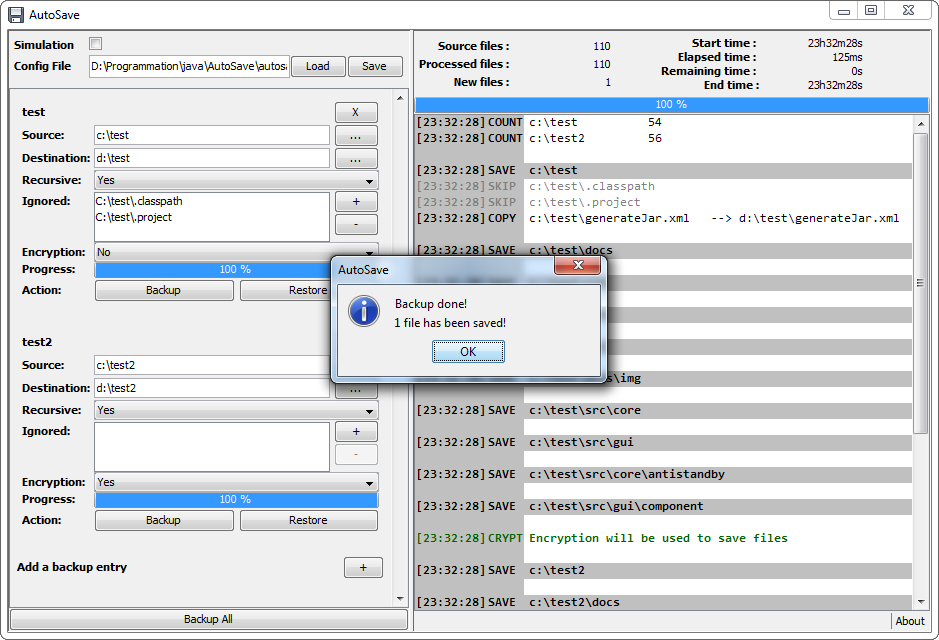 AutoSave
Simulation
Config File D:\Programmation\java\AutoSave\autos Load Save
test X
Source: c:\test ...
Destination: d:\test ...
Recursive: Yes
Ignored: C:\test\.classpath +
C:\test\.project -
Encryption: No
Progress: 100 %
Action: Backup Restore
test2
Source: c:\test2
Destination: d:\test2 ...
Recursive: Yes
Ignored: +
-
Encryption: Yes
Progress: 100 %
Action: Backup Restore
Add a backup entry +
Backup All
Source files : 110 Start time : 23h32m28s
Elapsed time : 125ms
Processed files : 110
Remaining time : 0s
New files : 1
End time : 23h32m28s
100 %
[23:32:28] COUNT c:\test 54
[23:32:28] COUNT c:\test2 56
[23:32:28] SAVE c:\test
[23:32:28] SKIP c:\test\.classpath
[23:32:28] SKIP c:\test\.project
[23:32:28] COPY c:\test\generateJar.xml --> d:\test\generateJar.xml
[23:32:28] SAVE c:\test\docs
\img
[23:32:28] SAVE c:\test\src\core
[23:32:28] SAVE c:\test\src\gui
[23:32:28] SAVE c:\test\src\core\antistandby
[23:32:28] SAVE c:\test\src\gui\component
[23:32:28] CRYPT Encryption will be used to save files
[23:32:28] SAVE c:\test2
[23:32:28] SAVE c:\test2\docs
About
AutoSave
Backup done!
1 file has been saved!
OK